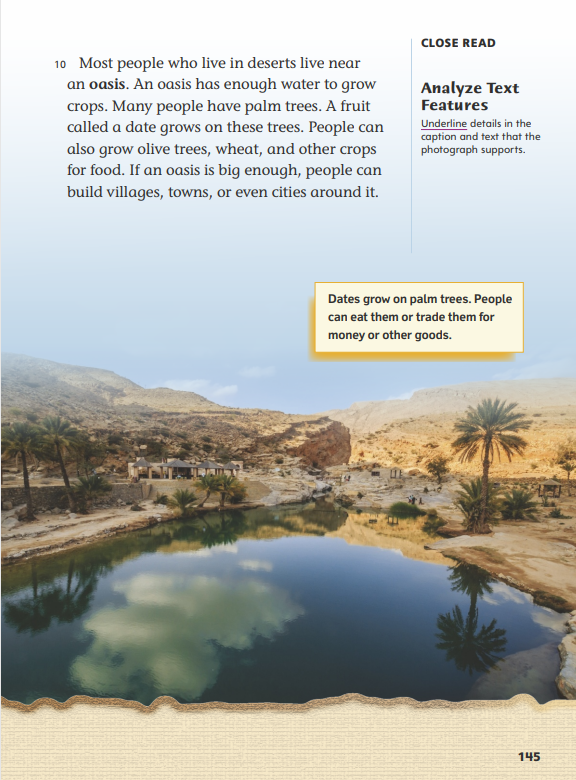 10 Most people who live in deserts live near
an oasis. An oasis has enough water to grow
crops. Many people have palm trees. A fruit
called a date grows on these trees. People can
also grow olive trees, wheat, and other crops
for food. If an oasis is big enough, people can
build villages, towns, or even cities around it.
CLOSE READ
Analyze Text
Features
Underline details in the
caption and text that the
photograph supports.
Dates grow on palm trees. People
can eat them or trade them for
money or other goods.
145